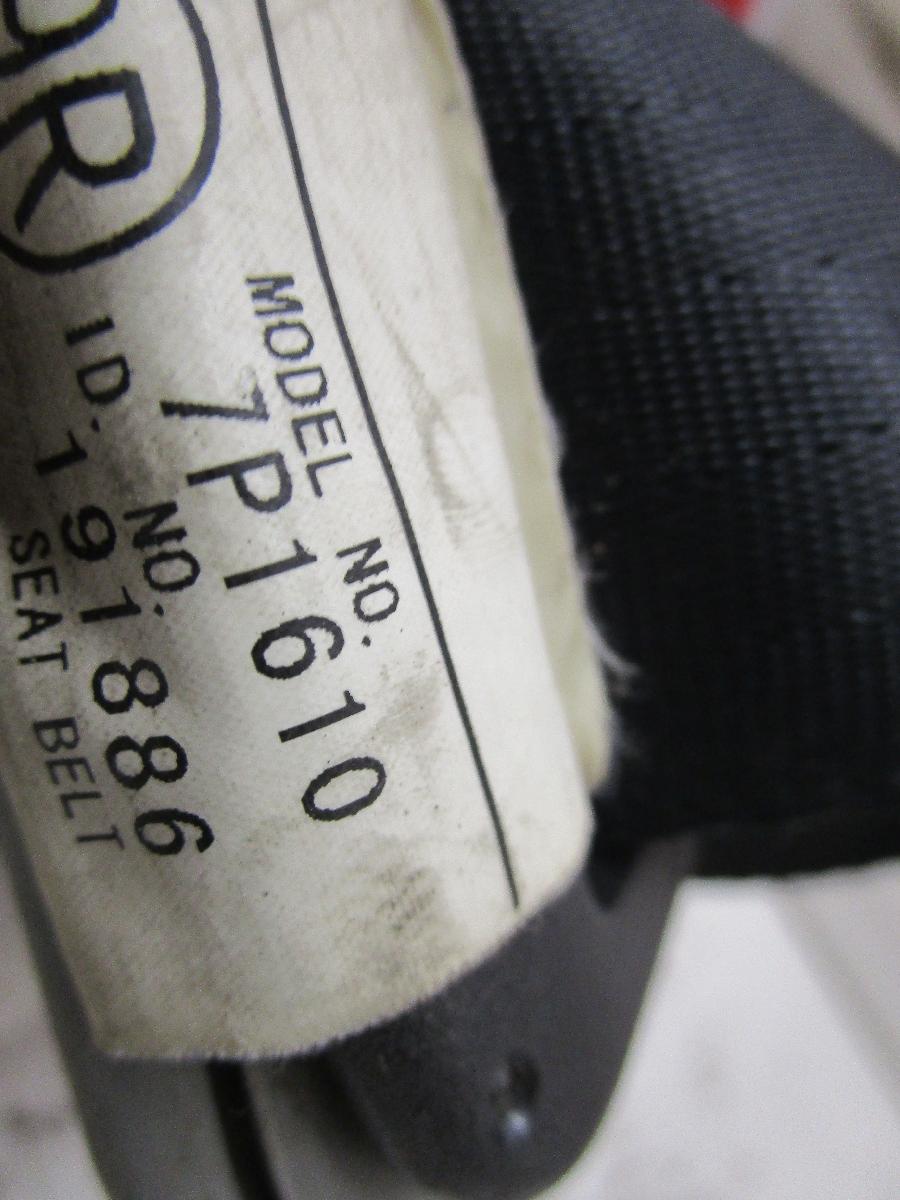 MODEL NO.
7P1610
ID. NO.
191886
SEAT BELT